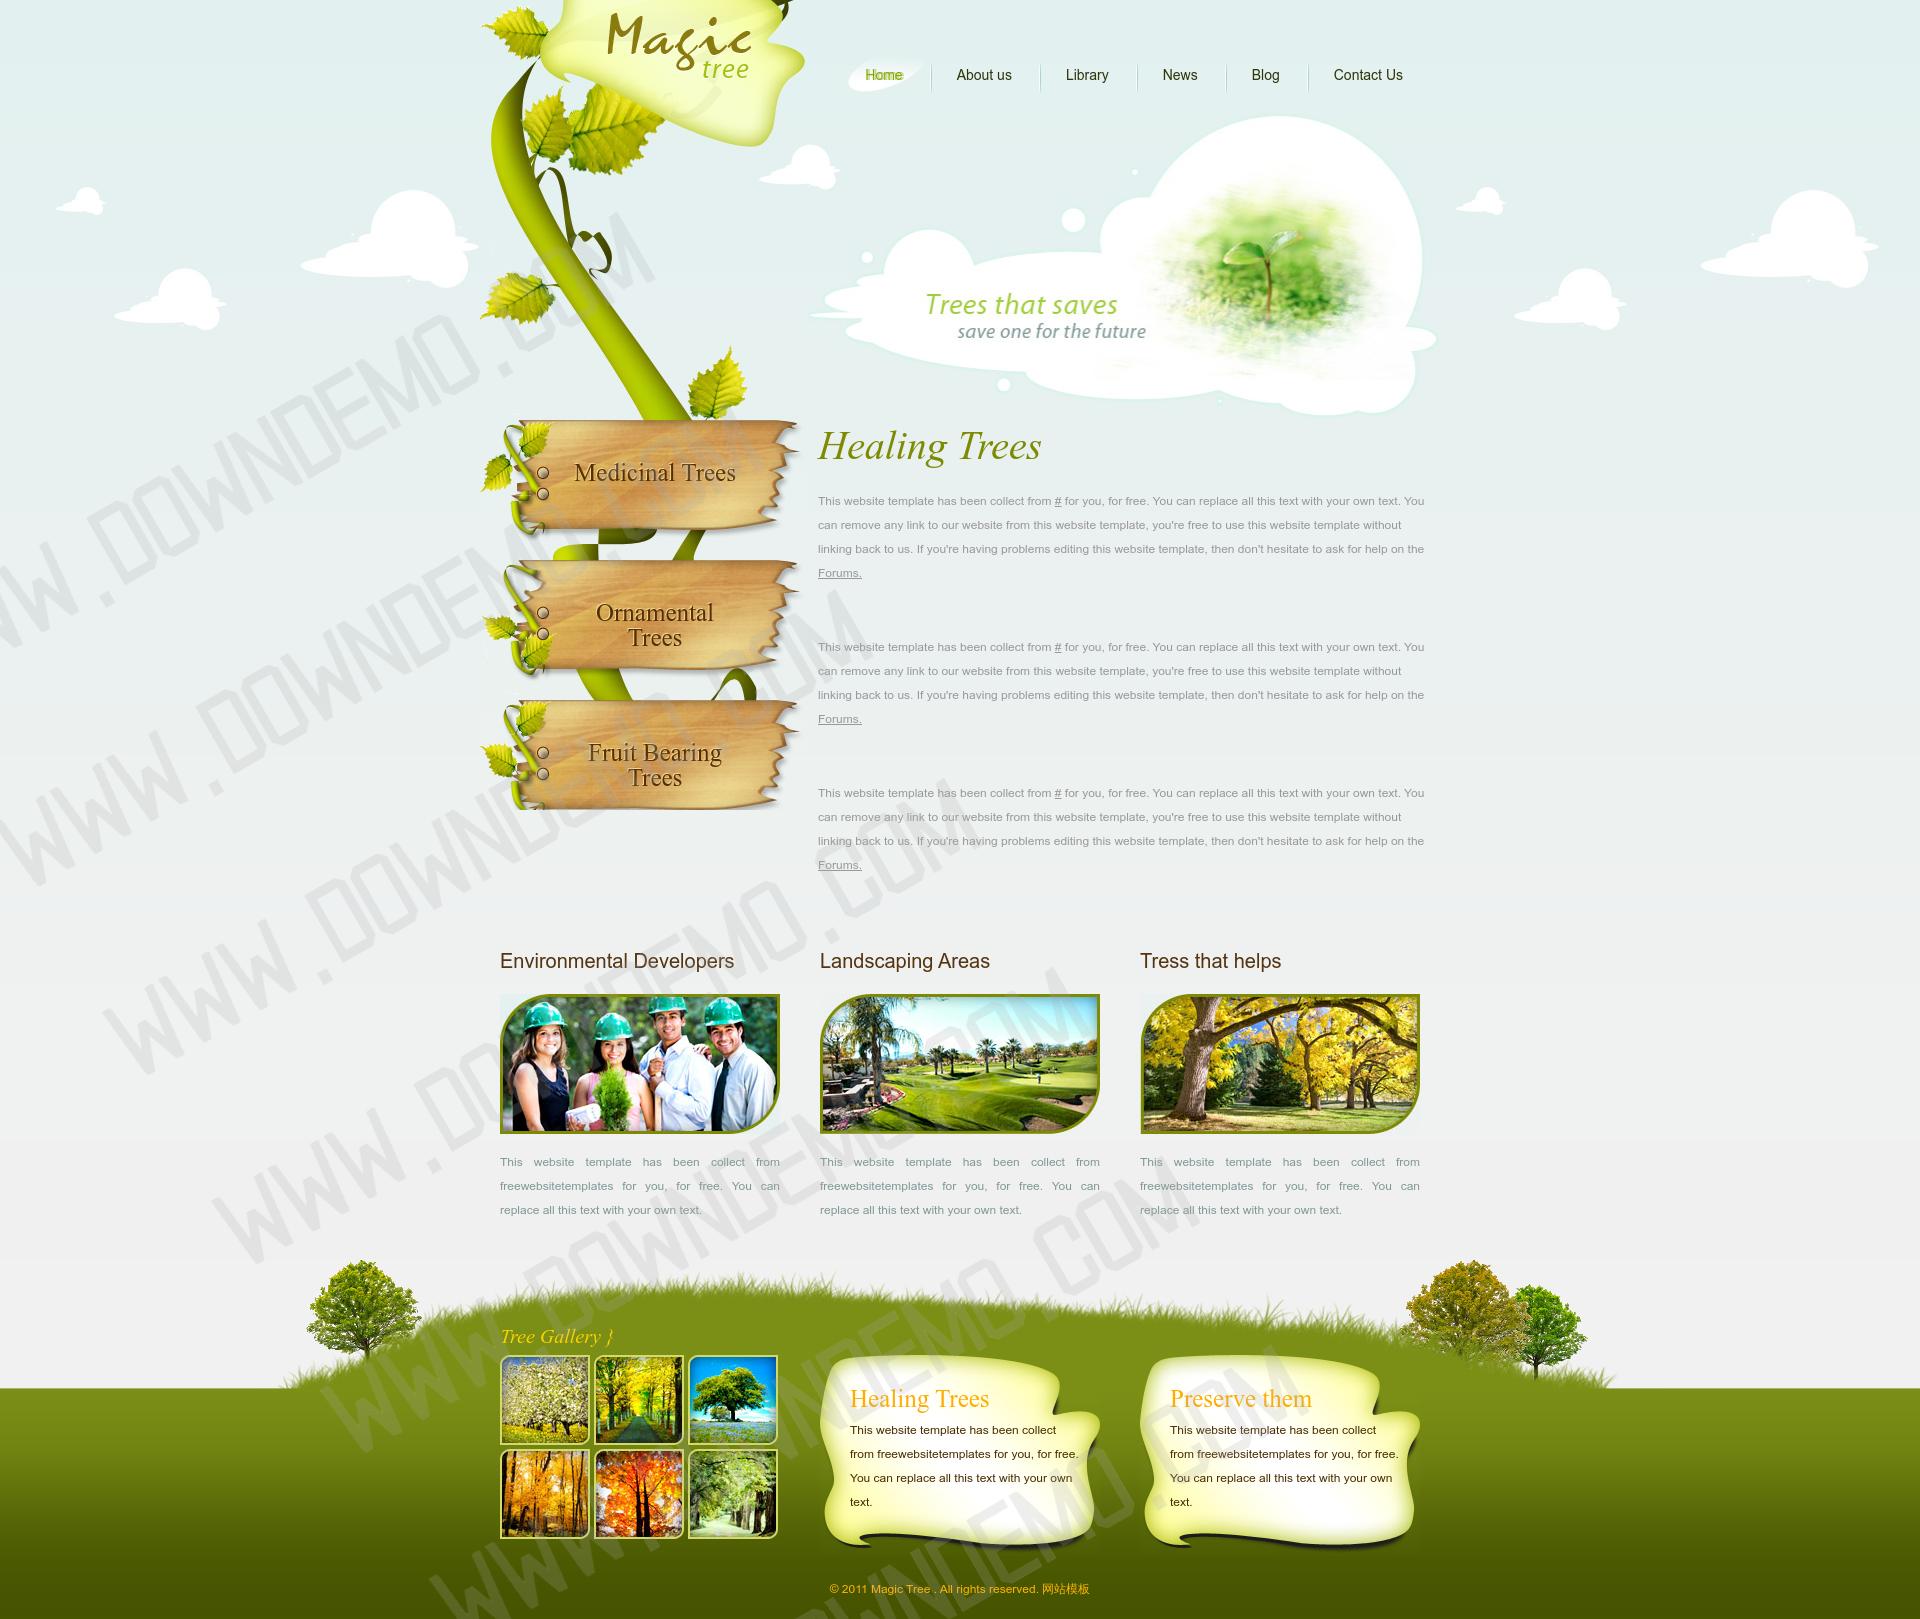 Magic
tree
Home
About us
Library
News
Blog
Contact Us
Trees that saves
save one for the future
Medicinal Trees
Ornamental
Trees
Fruit Bearing
Trees
Healing Trees
This website template has been collect from # for you, for free. You can replace all this text with your own text. You
can remove any link to our website from this website template, you're free to use this website template without
linking back to us. If you're having problems editing this website template, then don't hesitate to ask for help on the
Forums.
This website template has been collect from # for you, for free. You can replace all this text with your own text. You
can remove any link to our website from this website template, you're free to use this website template without
linking back to us. If you're having problems editing this website template, then don't hesitate to ask for help on the
Forums.
This website template has been collect from # for you, for free. You can replace all this text with your own text. You
can remove any link to our website from this website template, you're free to use this website template without
linking back to us. If you're having problems editing this website template, then don't hesitate to ask for help on the
Forums.
Environmental Developers
This website template has been collect from
freewebsitetemplates for you, for free. You can
replace all this text with your own text.
Landscaping Areas
This website template has been collect from
freewebsitetemplates for you, for free. You can
replace all this text with your own text.
Tress that helps
This website template has been collect from
freewebsitetemplates for you, for free. You can
replace all this text with your own text.
Tree Gallery }
Healing Trees
This website template has been collect
from freewebsitetemplates for you, for free.
You can replace all this text with your own
text.
Preserve them
This website template has been collect
from freewebsitetemplates for you, for free.
You can replace all this text with your own
text.
© 2011 Magic Tree . All rights reserved. 网站模板
WWW.DOWNDEMO.COM
WWW.DOWNDEMO.COM
WWW.DOWNDEMO.COM
WWW.DOWNDEMO.COM
WWW.DOWNDEMO.COM
WWW.DOWNDEMO.COM